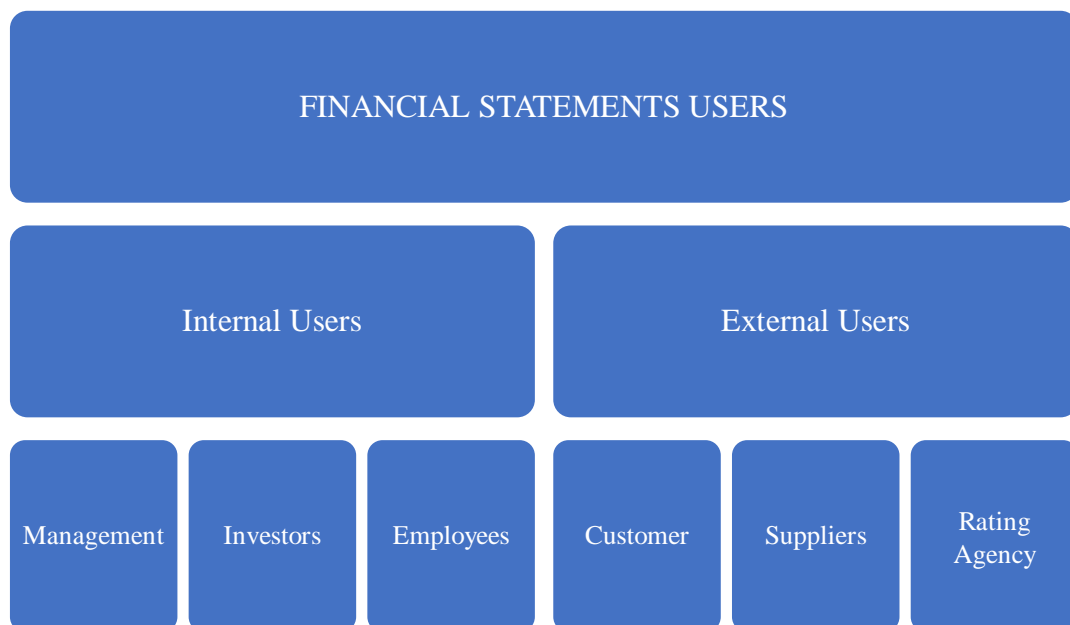 FINANCIAL STATEMENTS USERS
Internal Users
External Users
Management
Investors
Employees
Customer
Suppliers
Rating
Agency